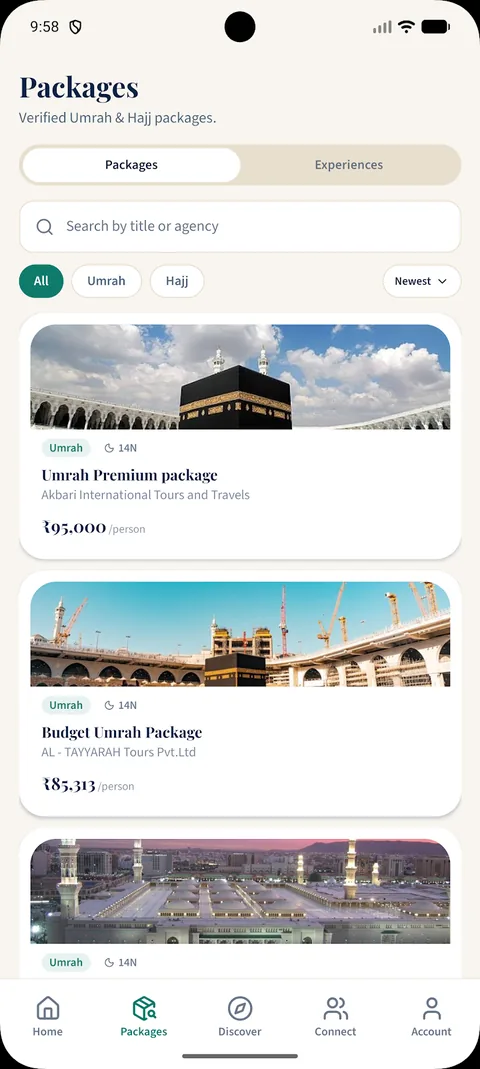 9:58
Packages
Verified Umrah & Hajj packages.
Packages Experiences
Search by title or agency
All Umrah Hajj Newest
Umrah 14N
Umrah Premium package
Akbari International Tours and Travels
₹95,000 /person
Umrah 14N
Budget Umrah Package
AL - TAYYARAH Tours Pvt.Ltd
₹85,313 /person
Umrah 14N
Home Packages Discover Connect Account